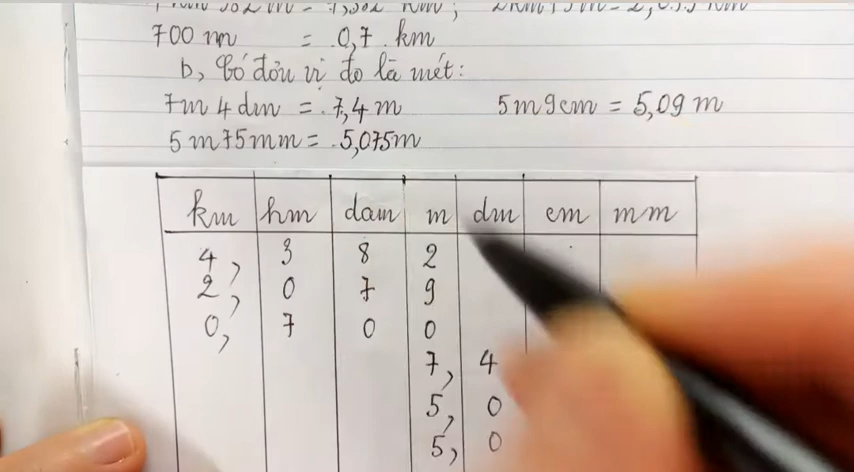 700 m = 0,7 km
b, Có đơn vị đo là mét:
7m 4 dm = 7,4 m 5m 9cm = 5,09 m
5 m 75mm = 5,075m
km hm dam m dm cm mm
4, 3 8 2
2, 0 7 9
0, 7 0 0
7, 4
5, 0
5, 0